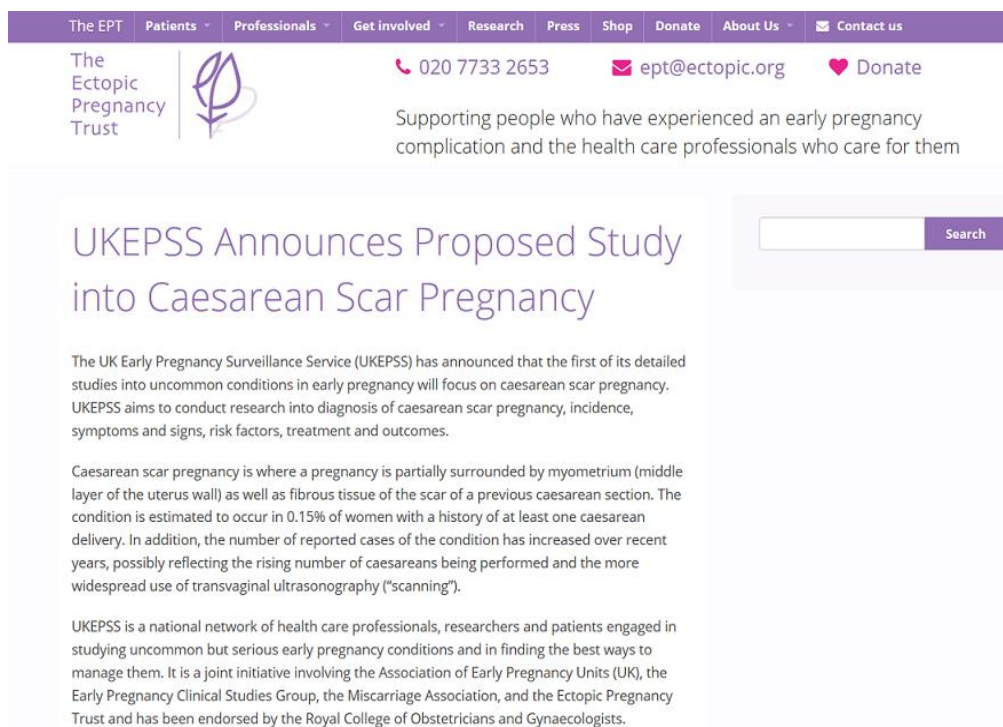 The EPT Patients Professionals Get involved Research Press Shop Donate About Us Contact us
The
Ectopic
Pregnancy
Trust
020 7733 2653 ept@ectopic.org Donate
Supporting people who have experienced an early pregnancy
complication and the health care professionals who care for them
Search
UKEPSS Announces Proposed Study
into Caesarean Scar Pregnancy
The UK Early Pregnancy Surveillance Service (UKEPSS) has announced that the first of its detailed
studies into uncommon conditions in early pregnancy will focus on caesarean scar pregnancy.
UKEPSS aims to conduct research into diagnosis of caesarean scar pregnancy, incidence,
symptoms and signs, risk factors, treatment and outcomes.
Caesarean scar pregnancy is where a pregnancy is partially surrounded by myometrium (middle
layer of the uterus wall) as well as fibrous tissue of the scar of a previous caesarean section. The
condition is estimated to occur in 0.15% of women with a history of at least one caesarean
delivery. In addition, the number of reported cases of the condition has increased over recent
years, possibly reflecting the rising number of caesareans being performed and the more
widespread use of transvaginal ultrasonography (“scanning”).
UKEPSS is a national network of health care professionals, researchers and patients engaged in
studying uncommon but serious early pregnancy conditions and in finding the best ways to
manage them. It is a joint initiative involving the Association of Early Pregnancy Units (UK), the
Early Pregnancy Clinical Studies Group, the Miscarriage Association, and the Ectopic Pregnancy
Trust and has been endorsed by the Royal College of Obstetricians and Gynaecologists.